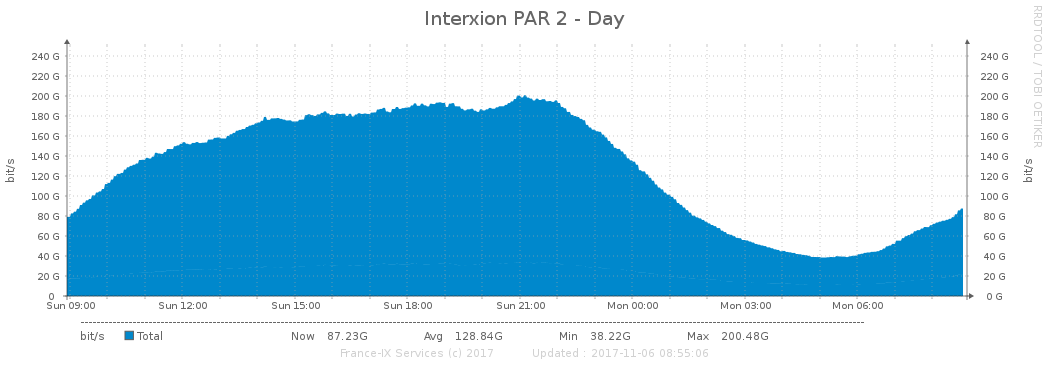 Interxion PAR 2 - Day
RRDTOOL / TOBI OETIKER
bit/s
240 G
220 G
200 G
180 G
160 G
140 G
120 G
100 G
80 G
60 G
40 G
20 G
0
240 G
220 G
200 G
180 G
160 G
140 G
120 G
100 G
80 G
60 G
40 G
20 G
0 G
bit/s
Sun 09:00 Sun 12:00 Sun 15:00 Sun 18:00 Sun 21:00 Mon 00:00 Mon 03:00 Mon 06:00
bit/s Total Now 87.23G Avg 128.84G Min 38.22G Max 200.48G
France-IX Services (c) 2017 Updated : 2017-11-06 08:55:06